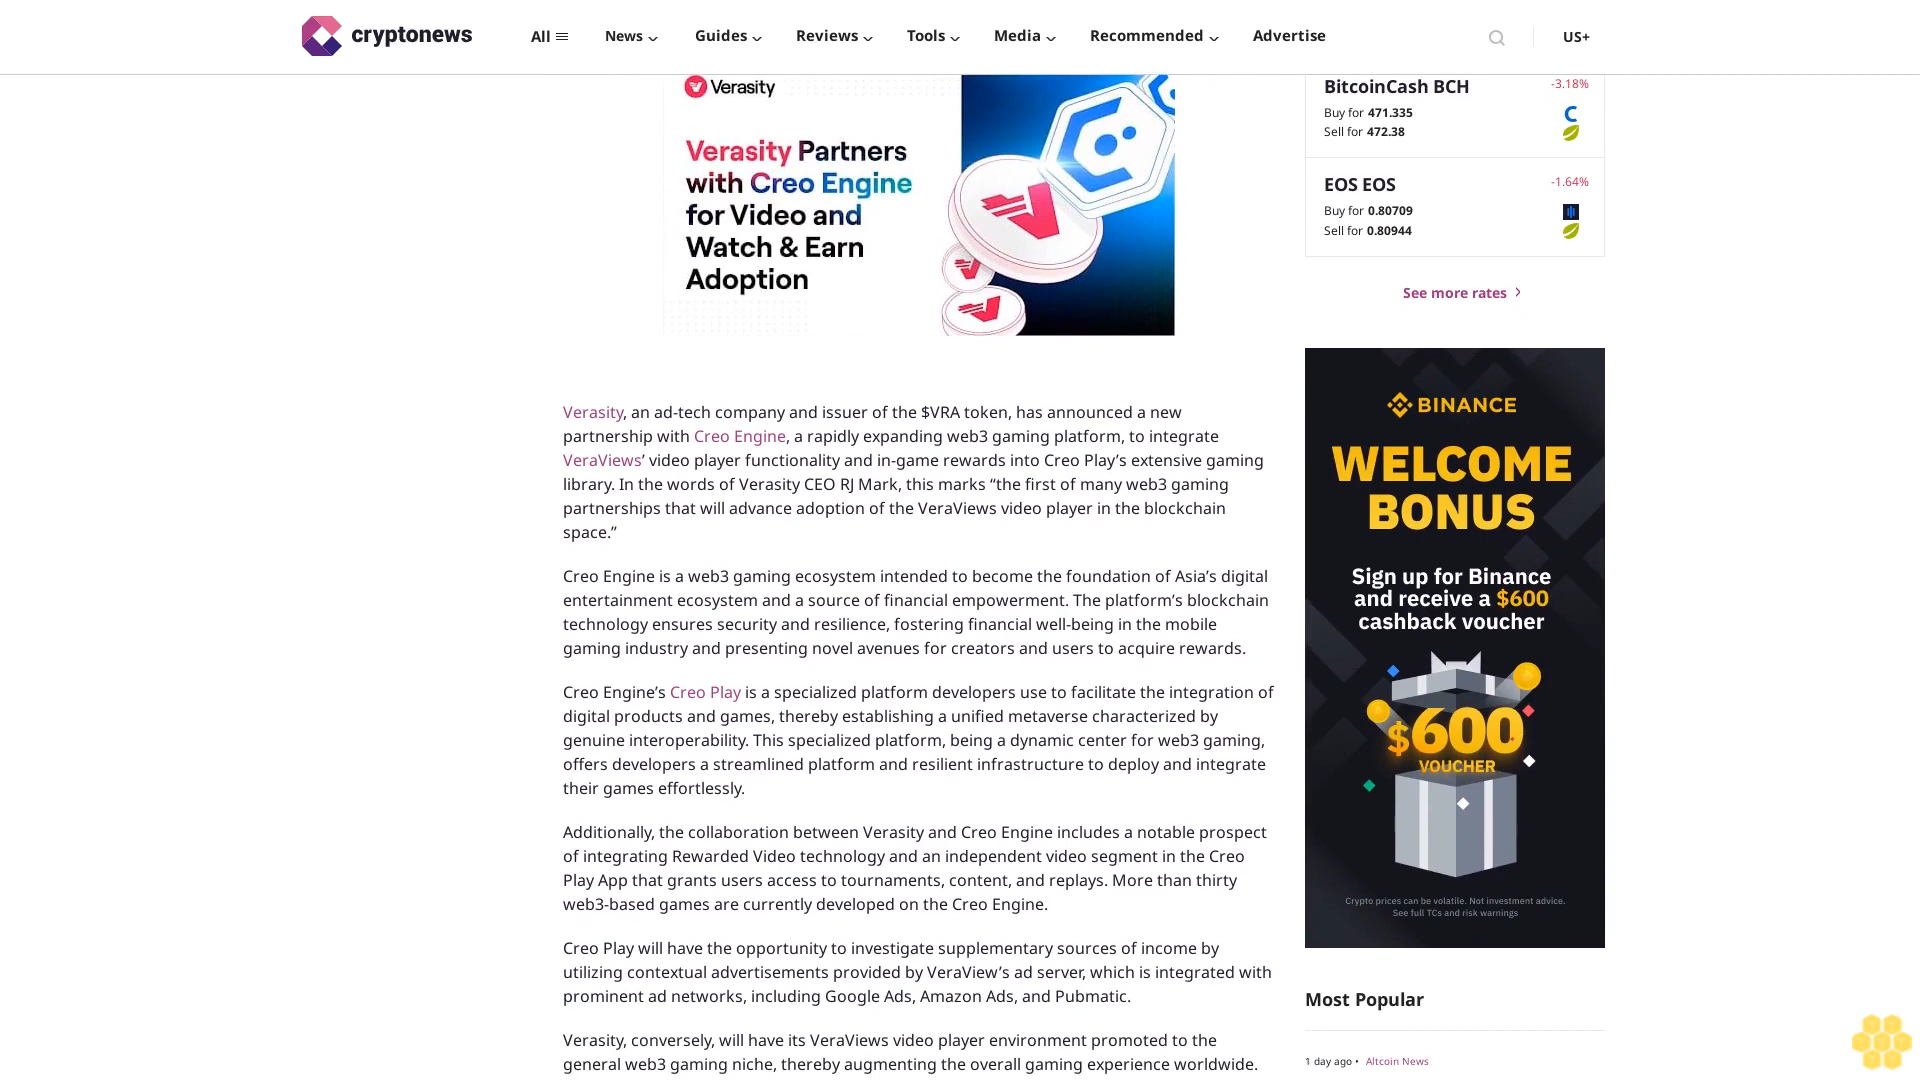 cryptonews
All
News
Guides
Reviews
Tools
Media
Recommended
Advertise
US+
Verasity
Verasity Partners
with Creo Engine
for Video and
Watch & Earn
Adoption
Verasity, an ad-tech company and issuer of the $VRA token, has announced a new
partnership with Creo Engine, a rapidly expanding web3 gaming platform, to integrate
VeraViews’ video player functionality and in-game rewards into Creo Play’s extensive gaming
library. In the words of Verasity CEO RJ Mark, this marks “the first of many web3 gaming
partnerships that will advance adoption of the VeraViews video player in the blockchain
space.”
Creo Engine is a web3 gaming ecosystem intended to become the foundation of Asia’s digital
entertainment ecosystem and a source of financial empowerment. The platform’s blockchain
technology ensures security and resilience, fostering financial well-being in the mobile
gaming industry and presenting novel avenues for creators and users to acquire rewards.
Creo Engine’s Creo Play is a specialized platform developers use to facilitate the integration of
digital products and games, thereby establishing a unified metaverse characterized by
genuine interoperability. This specialized platform, being a dynamic center for web3 gaming,
offers developers a streamlined platform and resilient infrastructure to deploy and integrate
their games effortlessly.
Additionally, the collaboration between Verasity and Creo Engine includes a notable prospect
of integrating Rewarded Video technology and an independent video segment in the Creo
Play App that grants users access to tournaments, content, and replays. More than thirty
web3-based games are currently developed on the Creo Engine.
Creo Play will have the opportunity to investigate supplementary sources of income by
utilizing contextual advertisements provided by VeraView’s ad server, which is integrated with
prominent ad networks, including Google Ads, Amazon Ads, and Pubmatic.
Verasity, conversely, will have its VeraViews video player environment promoted to the
general web3 gaming niche, thereby augmenting the overall gaming experience worldwide.
BitcoinCash BCH
-3.18%
Buy for 471.335
Sell for 472.38
EOS EOS
-1.64%
Buy for 0.80709
Sell for 0.80944
See more rates
BINANCE
WELCOME
BONUS
Sign up for Binance
and receive a $600
cashback voucher
$600
VOUCHER
Crypto prices can be volatile. Not investment advice.
See full TCs and risk warnings
Most Popular
1 day ago • Altcoin News